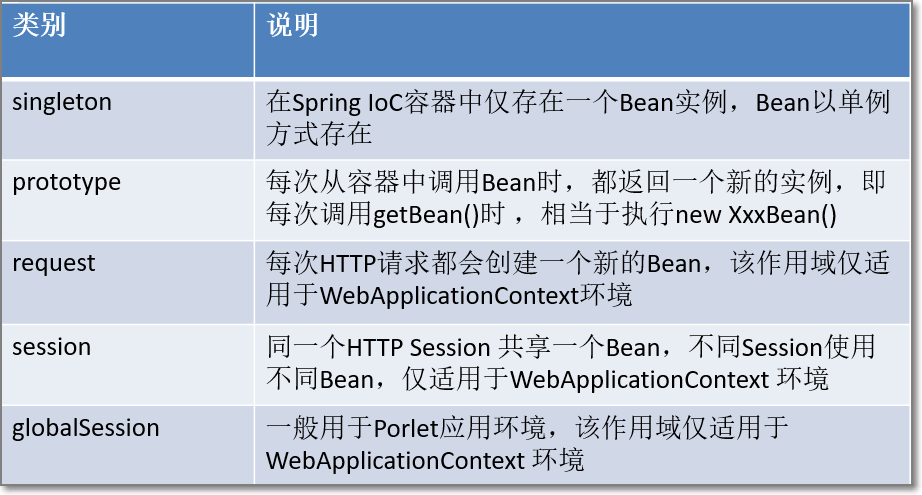 类别 说明
singleton 在Spring IoC容器中仅存在一个Bean实例，Bean以单例
方式存在
prototype 每次从容器中调用Bean时，都返回一个新的实例，即
每次调用getBean()时 ，相当于执行new XxxBean()
request 每次HTTP请求都会创建一个新的Bean，该作用域仅适
用于WebApplicationContext环境
session 同一个HTTP Session 共享一个Bean，不同Session使用
不同Bean，仅适用于WebApplicationContext 环境
globalSession 一般用于Porlet应用环境，该作用域仅适用于
WebApplicationContext 环境